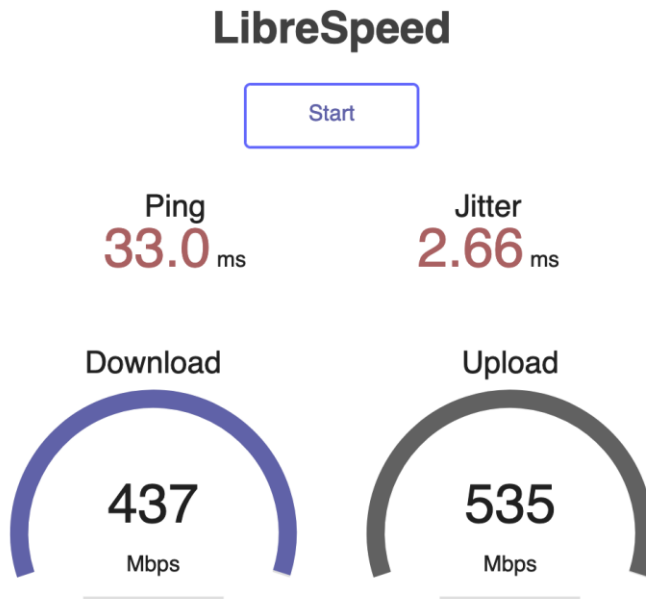 LibreSpeed
Start
Ping
33.0 ms
Jitter
2.66 ms
Download
437
Mbps
Upload
535
Mbps